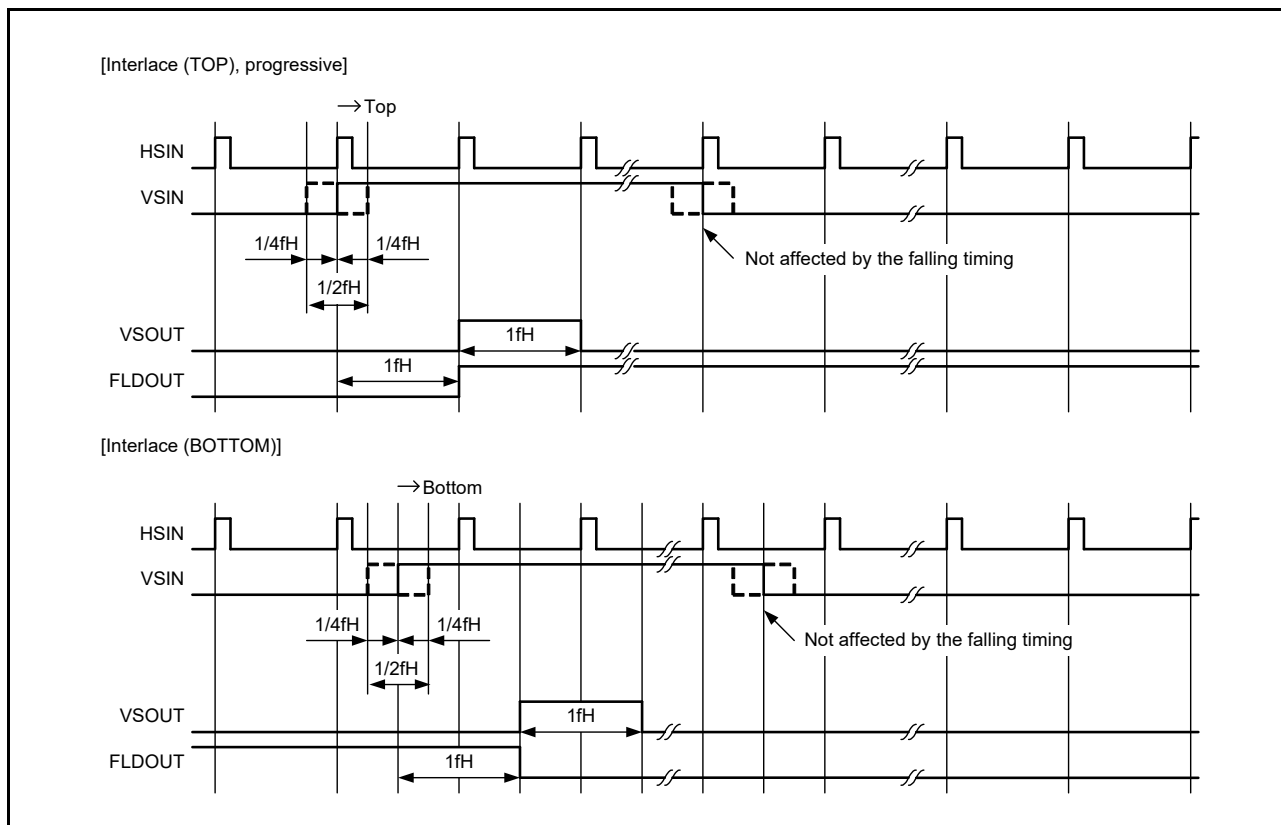 [Interlace (TOP), progressive]
→Top
HSIN
VSIN
1/4fH 1/4fH
Not affected by the falling timing
1/2fH
VSOUT
1fH
FLDOUT
1fH
[Interlace (BOTTOM)]
→Bottom
HSIN
VSIN
1/4fH 1/4fH
Not affected by the falling timing
1/2fH
VSOUT
1fH
FLDOUT
1fH